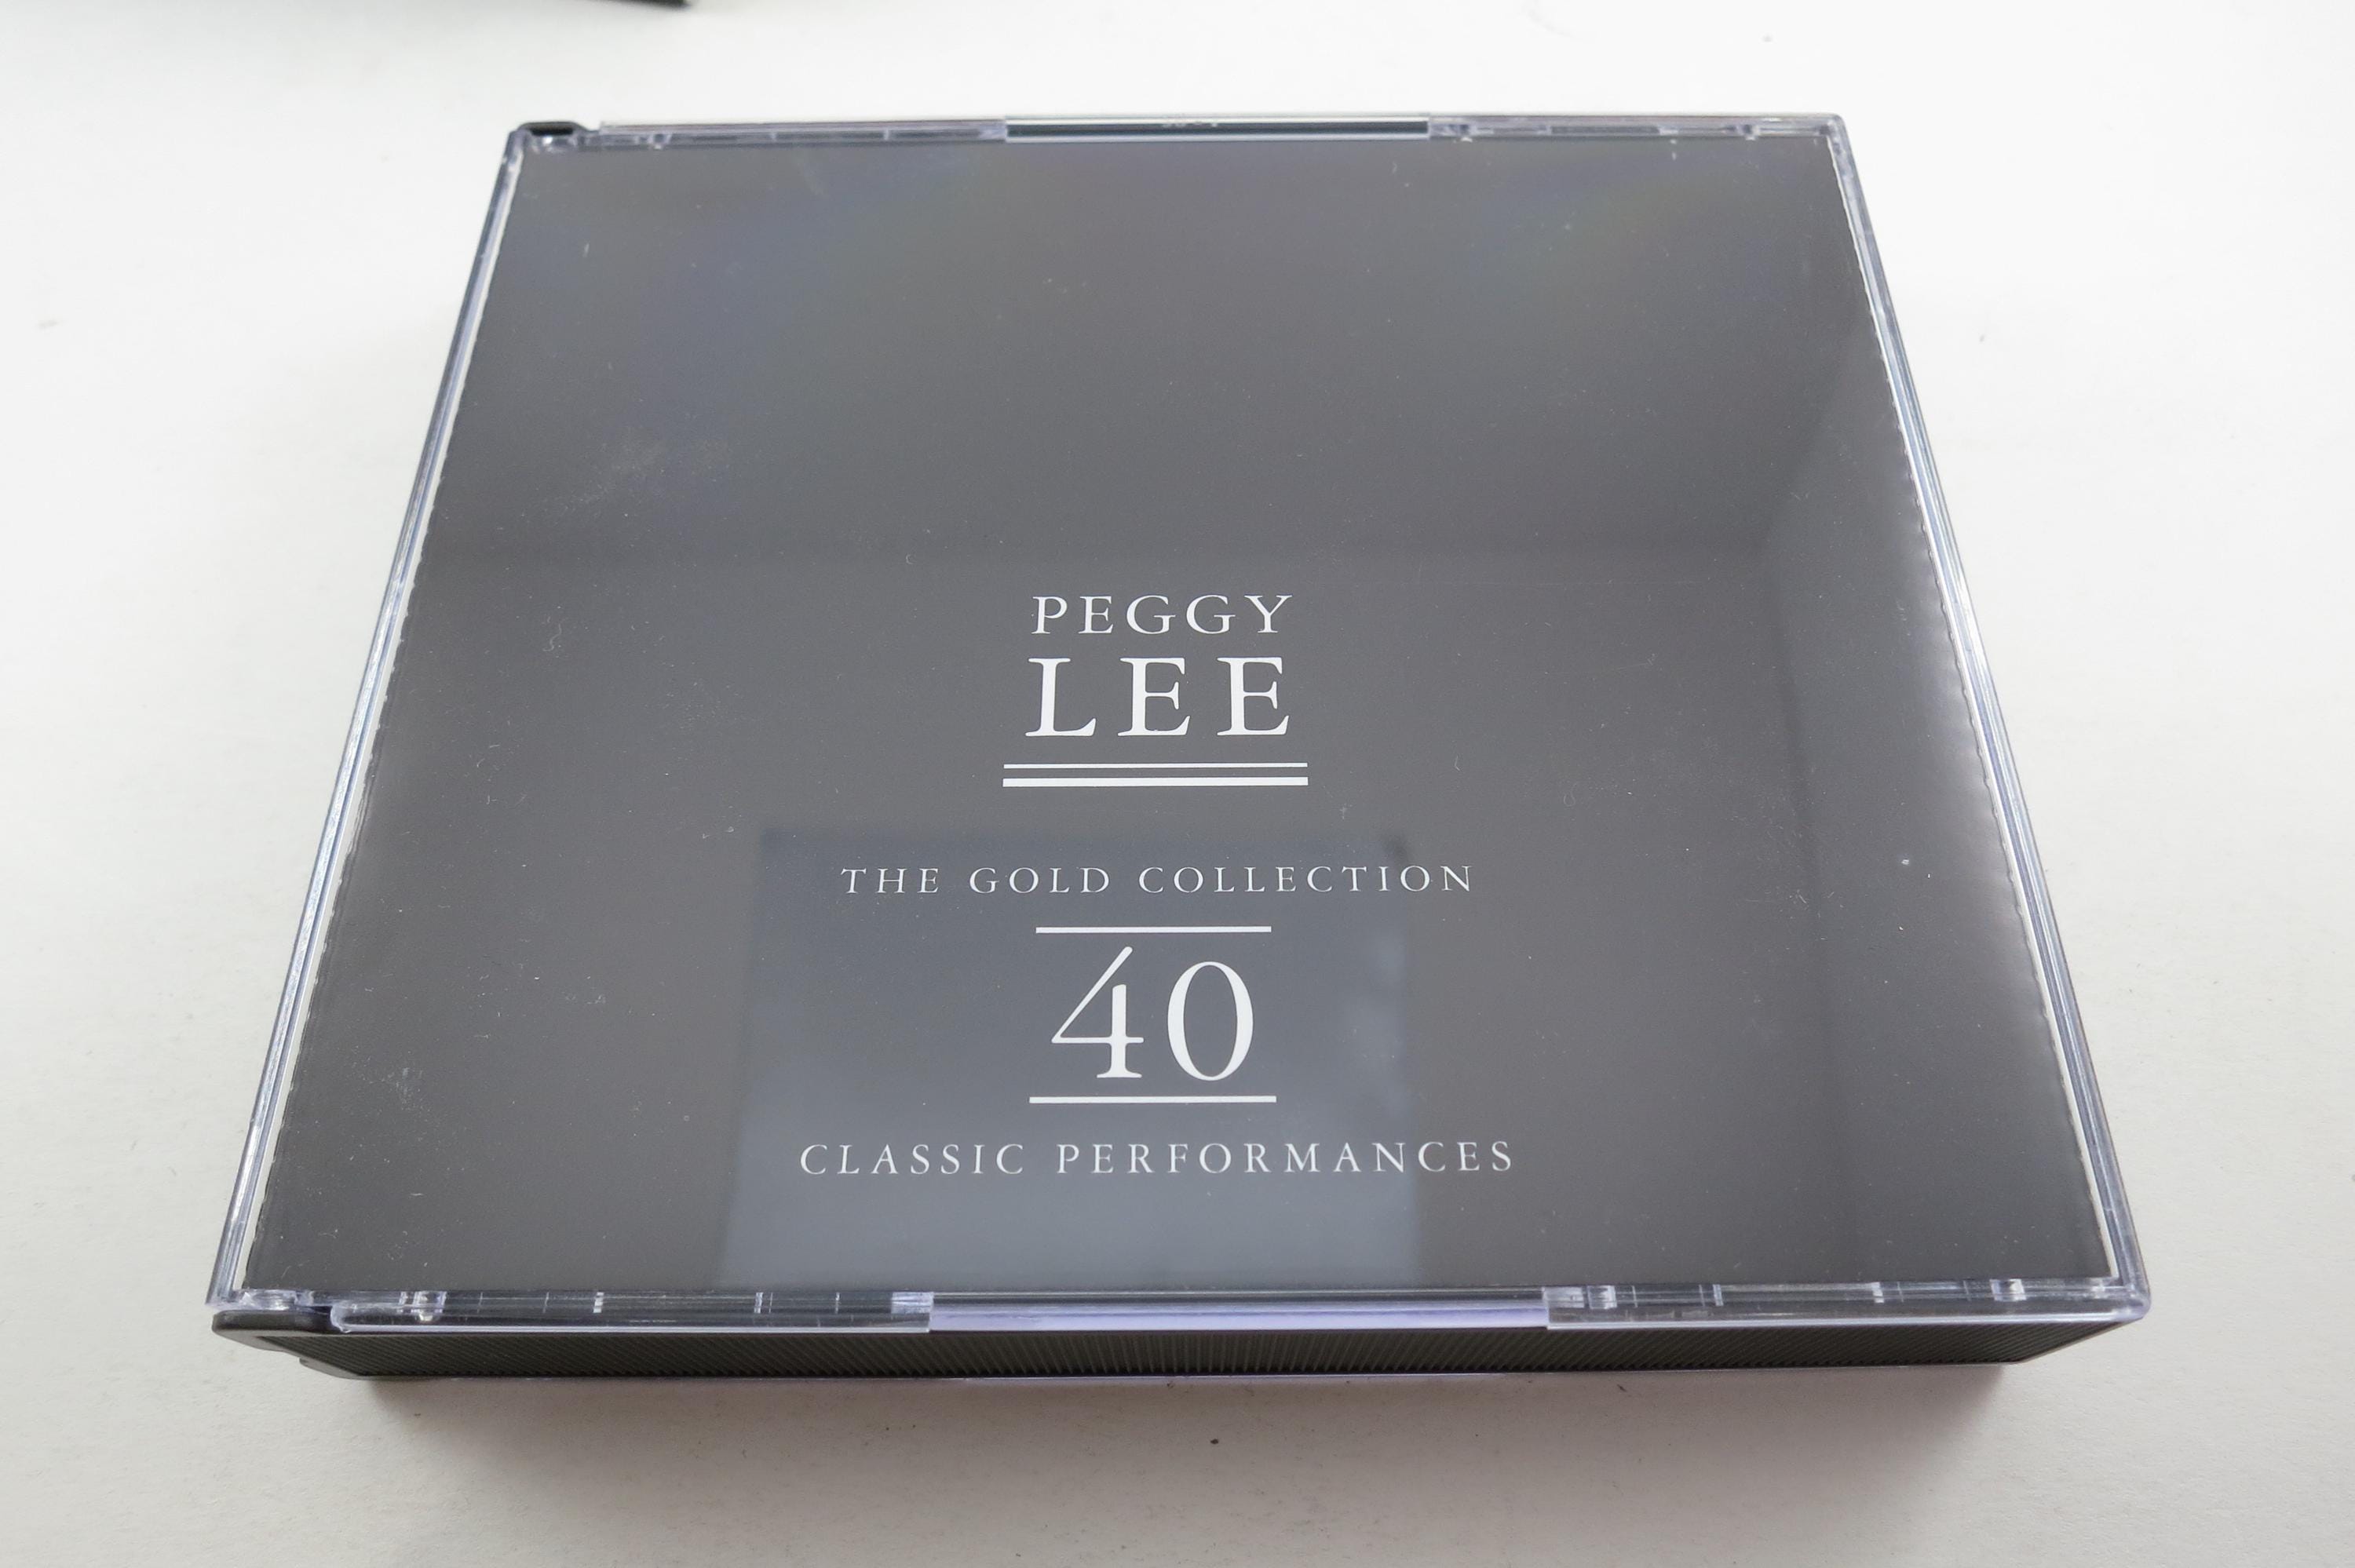 PEGGY
LEE
THE GOLD COLLECTION
40
CLASSIC PERFORMANCES